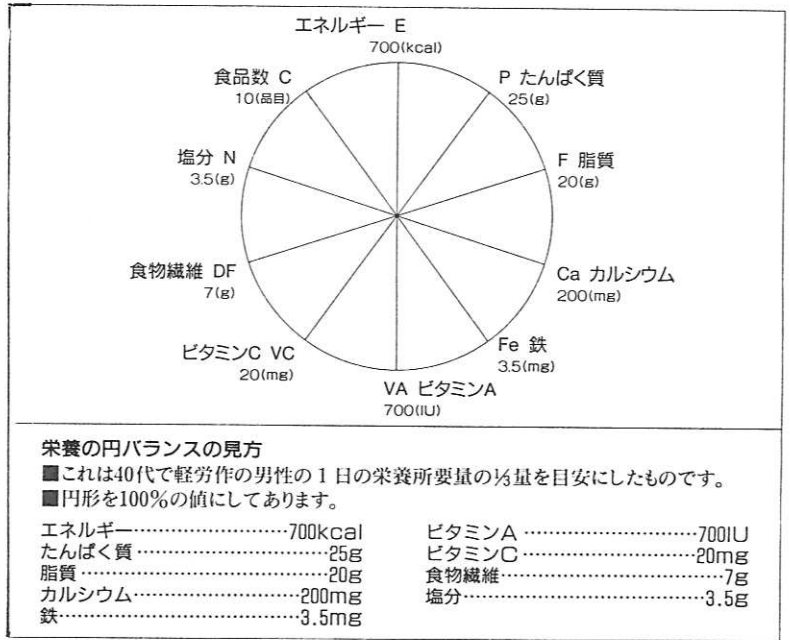 エネルギー E
700(kcal)
P たんぱく質
25(g)
F 脂質
20(g)
Ca カルシウム
200(mg)
Fe 鉄
3.5(mg)
VA ビタミンA
700(IU)
ビタミンC VC
20(mg)
食物繊維 DF
7(g)
塩分 N
3.5(g)
食品数 C
10(品目)
栄養の円バランスの見方
■これは40代で軽労作の男性の1日の栄養所要量の⅓量を目安にしたものです。
■円形を100%の値にしてあります。
エネルギー……………………700kcal
たんぱく質……………………………25g
脂質……………………………………20g
カルシウム…………………………200mg
鉄……………………………………3.5mg
ビタミンA………………………700IU
ビタミンC………………………20mg
食物繊維……………………………7g
塩分………………………………3.5g